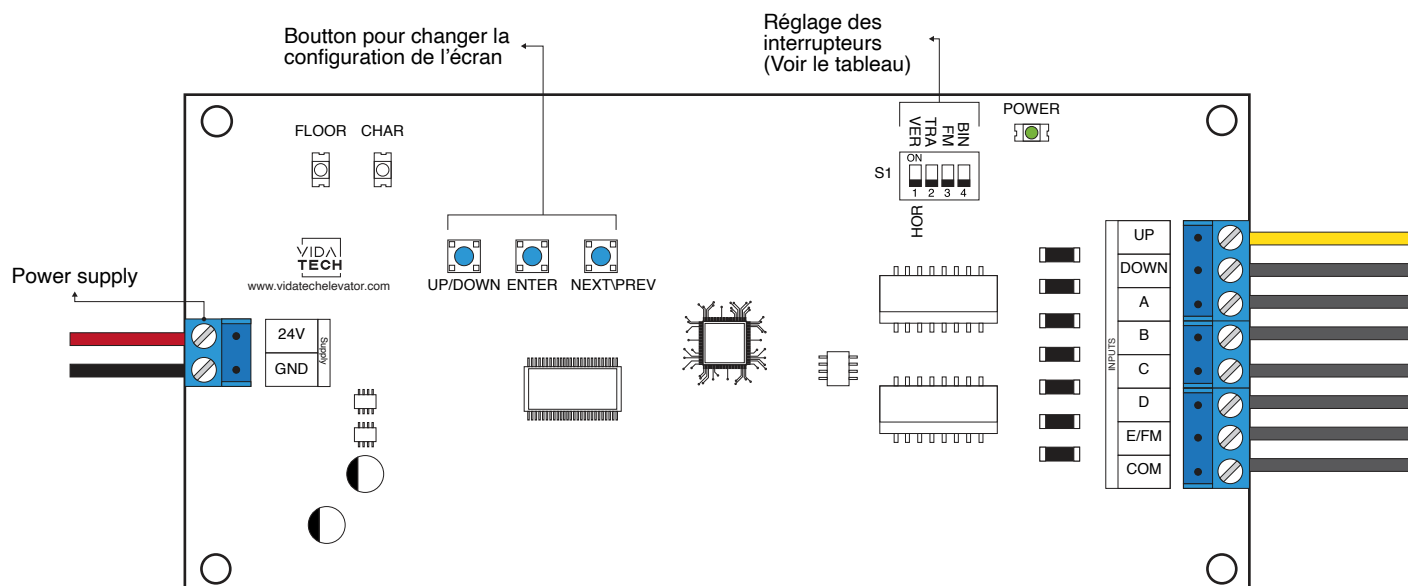 Boutton pour changer la
configuration de l'écran
Réglage des
interrupteurs
(Voir le tableau)
FLOOR
CHAR
VER
TRA
FM
BIN
POWER
S1
ON
1 2 3 4
HOR
VIDA
TECH
www.vidatechelevator.com
UP/DOWN
ENTER
NEXT\PREV
Power supply
24V
GND
Supply
INPUTS
UP
DOWN
A
B
C
D
E/FM
COM